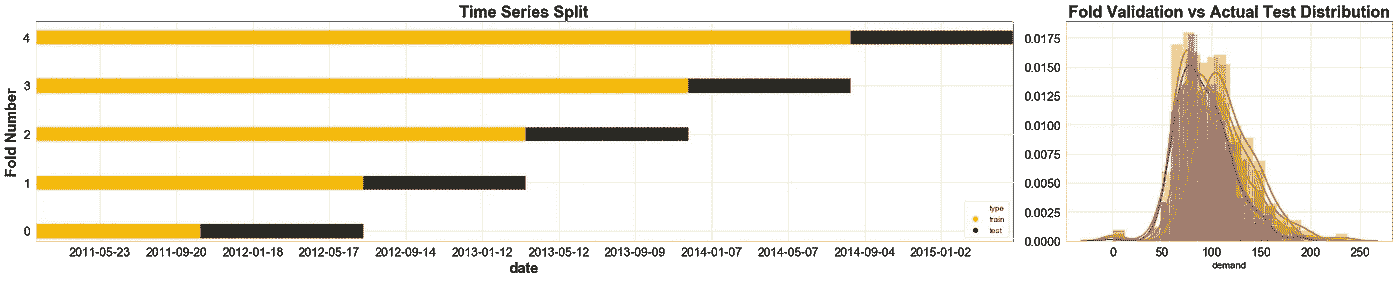 Time Series Split
Fold Number
4
3
2
1
0
2011-05-23 2011-09-20 2012-01-18 2012-05-17 2012-09-14 2013-01-12 2013-05-12 2013-09-09 2014-01-07 2014-05-07 2014-09-04 2015-01-02
date
type
train
test
Fold Validation vs Actual Test Distribution
0.0175
0.0150
0.0125
0.0100
0.0075
0.0050
0.0025
0.0000
0 50 100 150 200 250
demand